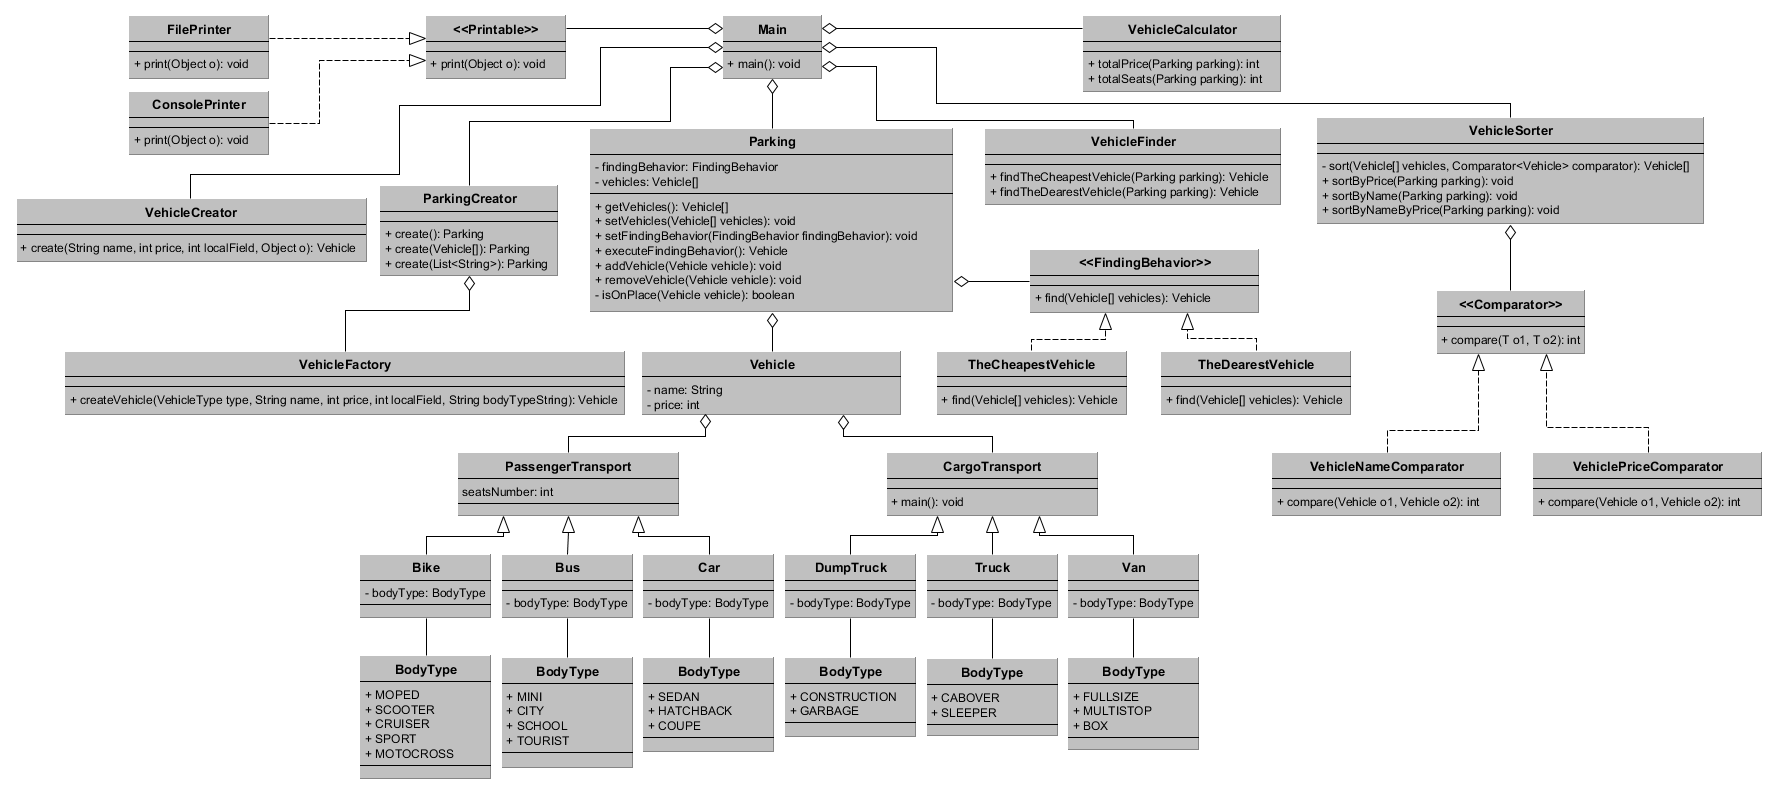 FilePrinter
+ print(Object o): void
<<Printable>>
+ print(Object o): void
Main
+ main(): void
VehicleCalculator
+ totalPrice(Parking parking): int
+ totalSeats(Parking parking): int
ConsolePrinter
+ print(Object o): void
Parking
- findingBehavior: FindingBehavior
- vehicles: Vehicle[]
+ getVehicles(): Vehicle[]
+ setVehicles(Vehicle[] vehicles): void
+ setFindingBehavior(FindingBehavior findingBehavior): void
+ executeFindingBehavior(): Vehicle
+ addVehicle(Vehicle vehicle): void
+ removeVehicle(Vehicle vehicle): void
- isOnPlace(Vehicle vehicle): boolean
VehicleFinder
+ findTheCheapestVehicle(Parking parking): Vehicle
+ findTheDearestVehicle(Parking parking): Vehicle
VehicleSorter
- sort(Vehicle[] vehicles, Comparator<Vehicle> comparator): Vehicle[]
+ sortByPrice(Parking parking): void
+ sortByName(Parking parking): void
+ sortByNameByPrice(Parking parking): void
VehicleCreator
+ create(String name, int price, int localField, Object o): Vehicle
ParkingCreator
+ create(): Parking
+ create(Vehicle[]): Parking
+ create(List<String>): Parking
<<FindingBehavior>>
+ find(Vehicle[] vehicles): Vehicle
<<Comparator>>
+ compare(T o1, T o2): int
VehicleFactory
+ createVehicle(VehicleType type, String name, int price, int localField, String bodyTypeString): Vehicle
Vehicle
- name: String
- price: int
TheCheapestVehicle
+ find(Vehicle[] vehicles): Vehicle
TheDearestVehicle
+ find(Vehicle[] vehicles): Vehicle
PassengerTransport
seatsNumber: int
CargoTransport
+ main(): void
VehicleNameComparator
+ compare(Vehicle o1, Vehicle o2): int
VehiclePriceComparator
+ compare(Vehicle o1, Vehicle o2): int
Bike
- bodyType: BodyType
Bus
- bodyType: BodyType
Car
- bodyType: BodyType
DumpTruck
- bodyType: BodyType
Truck
- bodyType: BodyType
Van
- bodyType: BodyType
BodyType
+ MOPED
+ SCOOTER
+ CRUISER
+ SPORT
+ MOTOCROSS
BodyType
+ MINI
+ CITY
+ SCHOOL
+ TOURIST
BodyType
+ SEDAN
+ HATCHBACK
+ COUPE
BodyType
+ CONSTRUCTION
+ GARBAGE
BodyType
+ CABOVER
+ SLEEPER
BodyType
+ FULLSIZE
+ MULTISTOP
+ BOX